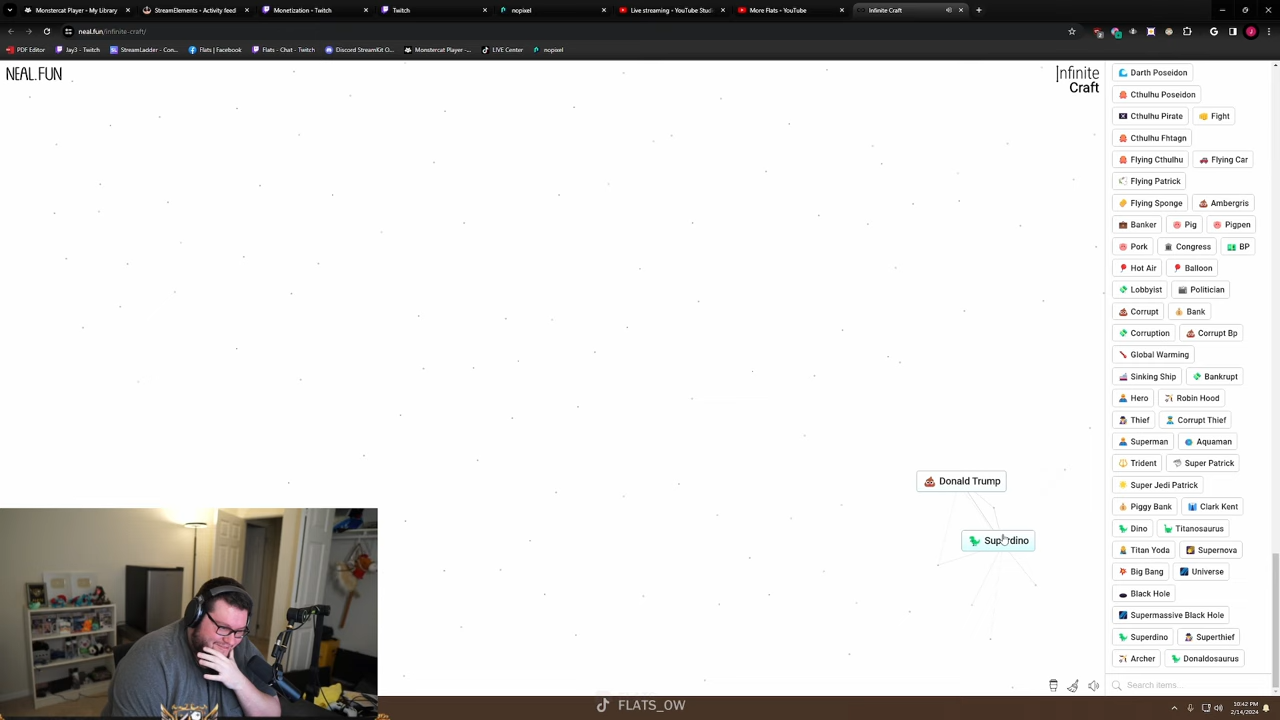 Monstercat Player — My Library
StreamElements - Activity feed
Monetization - Twitch
Twitch
nopixel
Live streaming - YouTube Studi
More Flats - YouTube
Infinite Craft
neal.fun/infinite-craft/
PDF Editor
Jay3 - Twitch
StreamLadder - Con...
Flats | Facebook
Flats - Chat - Twitch
Discord StreamKit O...
Monstercat Player –...
LIVE Center
nopixel
NEAL.FUN
Infinite
Craft
Darth Poseidon
Cthulhu Poseidon
Cthulhu Pirate Fight
Cthulhu Fhtagn
Flying Cthulhu Flying Car
Flying Patrick
Flying Sponge Ambergris
Banker Pig Pigpen
Pork Congress BP
Hot Air Balloon
Lobbyist Politician
Corrupt Bank
Corruption Corrupt Bp
Global Warming
Sinking Ship Bankrupt
Hero Robin Hood
Thief Corrupt Thief
Superman Aquaman
Trident Super Patrick
Donald Trump
Super Jedi Patrick
Piggy Bank Clark Kent
Dino Titanosaurus
Superdino
Titan Yoda Supernova
Big Bang Universe
Black Hole
Supermassive Black Hole
Superdino Superthief
Archer Donaldosaurus
Search items...
FLATS_OW
10:42 PM
2/14/2024